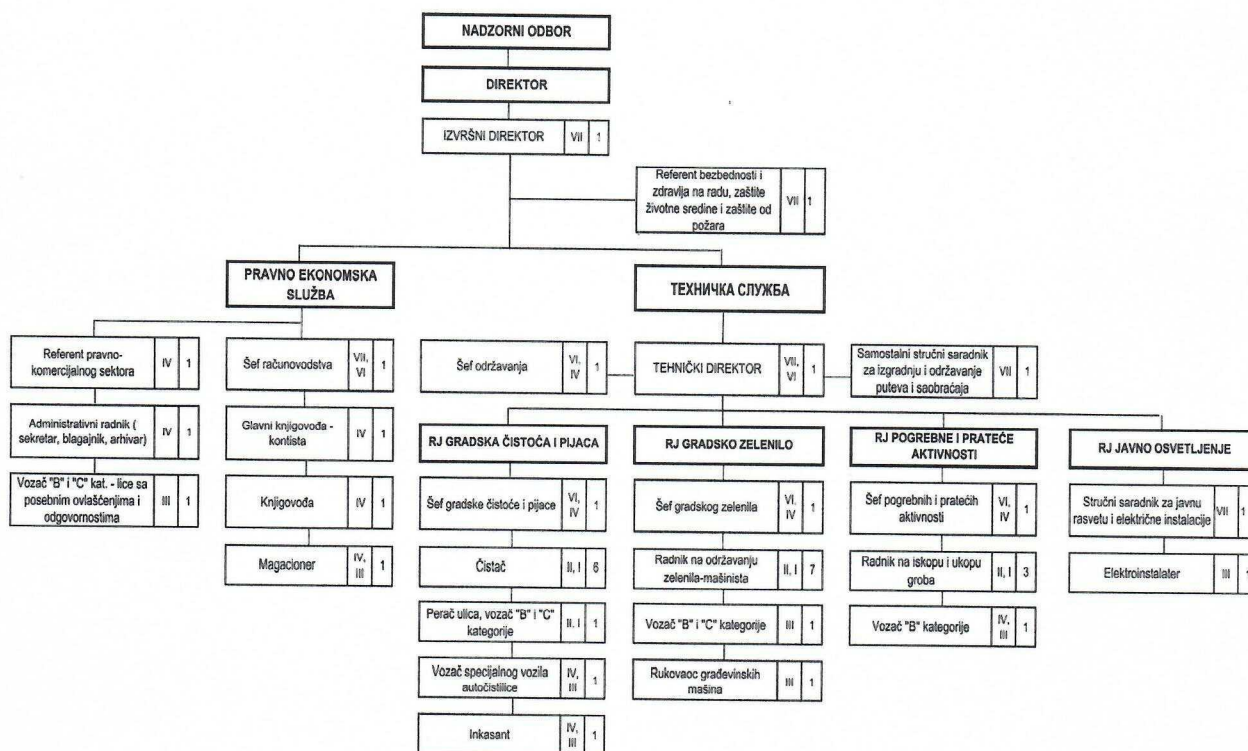 NADZORNI ODBOR
DIREKTOR
IZVRŠNI DIREKTOR VII 1
Referent bezbednosti i
zdravlja na radu, zaštite
životne sredine i zaštite od
požara
VII 1
PRAVNO EKONOMSKA
SLUŽBA
ТЕХНИЧКА СЛУЖБА
Referent pravno-
komercijalnog sektora
IV 1
Šef računovodstva
VII,
VI
1
Šef održavanja
VI,
IV
1
TEHNIČKI DIREKTOR
VII,
VI
1
Samostalni stručni saradnik
za izgradnju i održavanje
puteva i saobraćaja
VII 1
Administrativni radnik (
sekretar, blagajnik, arhivar)
IV 1
Glavni knjigovođa -
kontista
IV 1
RJ GRADSKA ČISTOĆA I PIJACA
RJ GRADSKO ZELENILO
RJ POGREBNE I PRATEĆE
AKTIVNOSTI
RJ JAVNO OSVETLJENJE
Vozač "B" i "C" kat. - lice sa
posebnim ovlašćenjima i
odgovornostima
III 1
Knjigovođa IV 1
Šef gradske čistoće i pijace
VI,
IV
1
Šef gradskog zelenila
VI,
IV
1
Šef pogrebnih i pratećih
aktivnosti
VI,
IV
1
Stručni saradnik za javnu
rasvetu i električne instalacije
VII 1
Magacioner
IV,
III
1
Čistač II, I 6
Radnik na održavanju
zelenila-mašinista
II, I 7
Radnik na iskopu i ukopu
groba
II, I 3
Elektroinstalater III 1
Perač ulica, vozač "B" i "C"
kategorije
II, I 1
Vozač "B" i "C" kategorije III 1
Vozač "B" kategorije
IV,
III
1
Vozač specijalnog vozila
autočistilice
IV,
III
1
Rukovaoc građevinskih
mašina
III 1
Inkasant
IV,
III
1